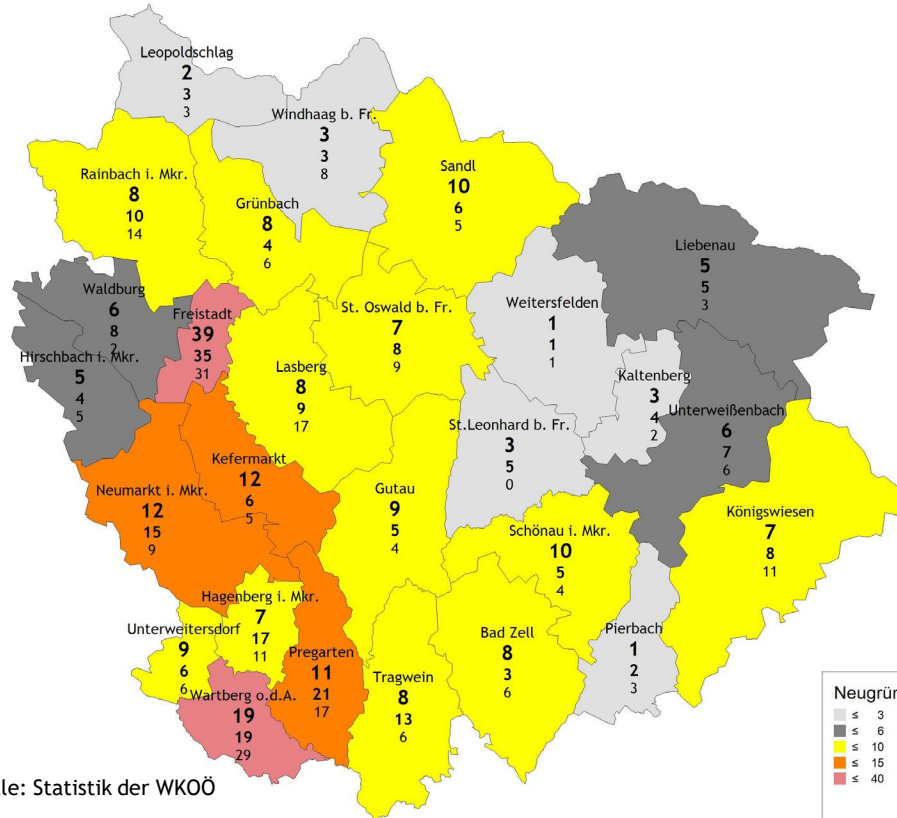 Leopoldschlag
2
3
3
Windhaag b. Fr.
3
3
8
Sandl
10
6
5
Rainbach i. Mkr.
8
10
14
Grünbach
8
4
6
Liebenau
5
5
3
Waldburg
6
8
2
Freistadt
39
35
31
St. Oswald b. Fr.
7
8
9
Weitersfelden
1
1
1
Hirschbach i. Mkr.
5
4
5
Lasberg
8
9
17
Kaltenberg
3
4
2
Unterweißenbach
6
7
6
St.Leonhard b. Fr.
3
5
0
Kefermarkt
12
6
5
Neumarkt i. Mkr.
12
15
9
Gutau
9
5
4
Königswiesen
7
8
11
Schönau i. Mkr.
10
5
4
Hagenberg i. Mkr.
7
17
11
Unterweitersdorf
9
6
6
Pregarten
11
21
17
Bad Zell
8
3
6
Pierbach
1
2
3
Tragwein
8
13
6
Wartberg o.d.A.
19
19
29
Neugrün
≤ 3
≤ 6
≤ 10
≤ 15
≤ 40
le: Statistik der WKOÖ